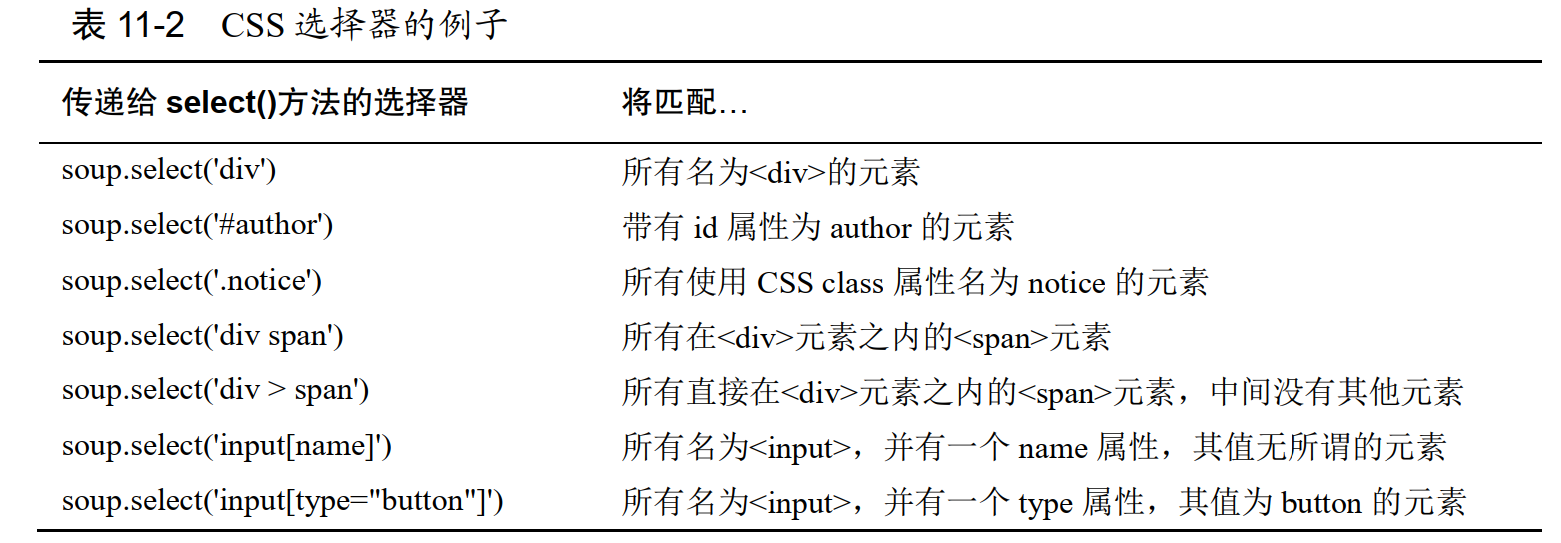 表 11-2 CSS 选择器的例子
传递给 select()方法的选择器 将匹配…
soup.select('div') 所有名为<div>的元素
soup.select('#author') 带有 id 属性为 author 的元素
soup.select('.notice') 所有使用 CSS class 属性名为 notice 的元素
soup.select('div span') 所有在<div>元素之内的<span>元素
soup.select('div > span') 所有直接在<div>元素之内的<span>元素，中间没有其他元素
soup.select('input[name]') 所有名为<input>，并有一个 name 属性，其值无所谓的元素
soup.select('input[type="button"]') 所有名为<input>，并有一个 type 属性，其值为 button 的元素